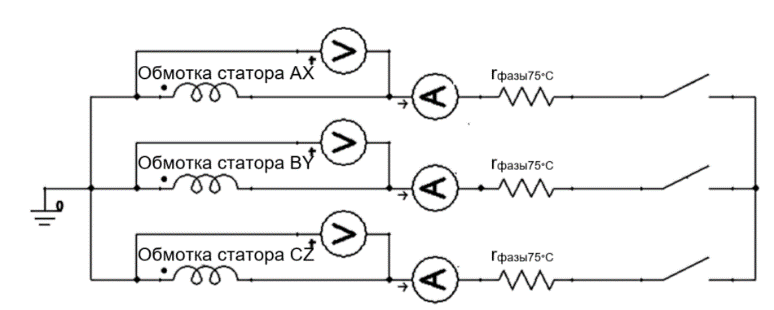 V
Обмотка статора AX
A
rфазы75°C
V
Обмотка статора BY
A
rфазы75°C
0
V
Обмотка статора CZ
A
rфазы75°C